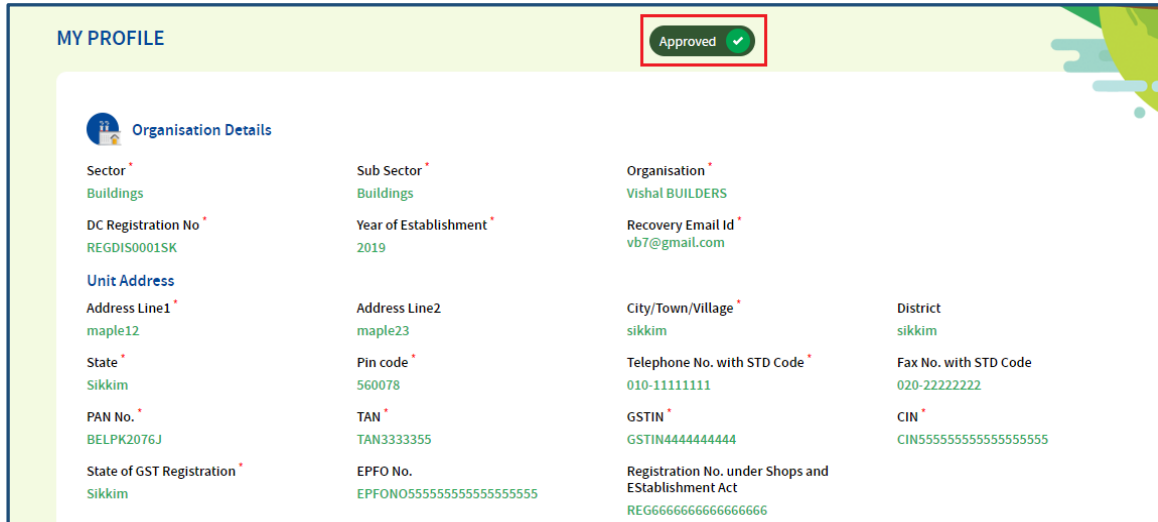 MY PROFILE
Approved
Organisation Details
Sector * Sub Sector * Organisation *
Buildings Buildings Vishal BUILDERS
DC Registration No * Year of Establishment * Recovery Email Id *
REGDIS0001SK 2019 vb7@gmail.com
Unit Address
Address Line1 * Address Line2 City/Town/Village * District
maple12 maple23 sikkim sikkim
State * Pin code * Telephone No. with STD Code * Fax No. with STD Code
Sikkim 560078 010-11111111 020-22222222
PAN No. * TAN * GSTIN * CIN *
BELPK2076J TAN3333355 GSTIN4444444444 CIN555555555555555555
State of GST Registration * EPFO No. Registration No. under Shops and
EStablishment Act
Sikkim EPFONO555555555555555555
REG6666666666666666